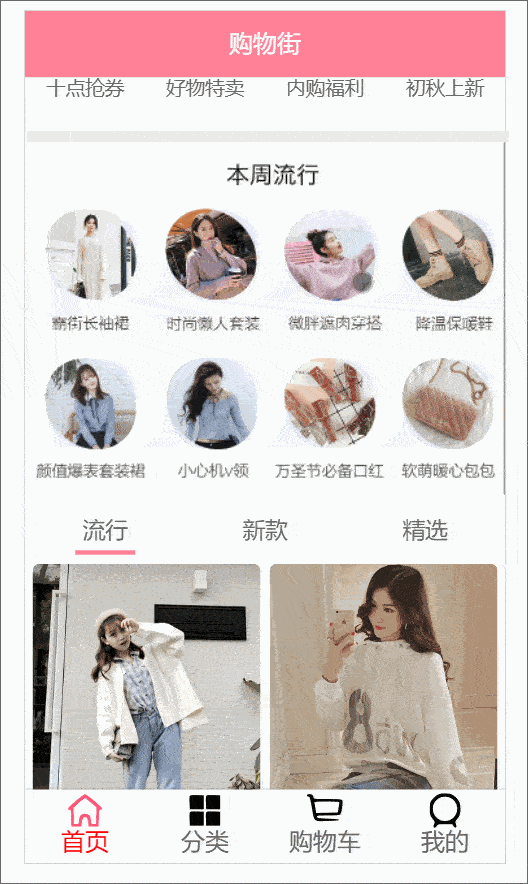 购物街
十点抢券 好物特卖 内购福利 初秋上新
本周流行
霸街长袖裙 时尚懒人套装 微胖遮肉穿搭 降温保暖鞋
颜值爆表套装裙 小心机v领 万圣节必备口红 软萌暖心包包
流行 新款 精选
首页 分类 购物车 我的